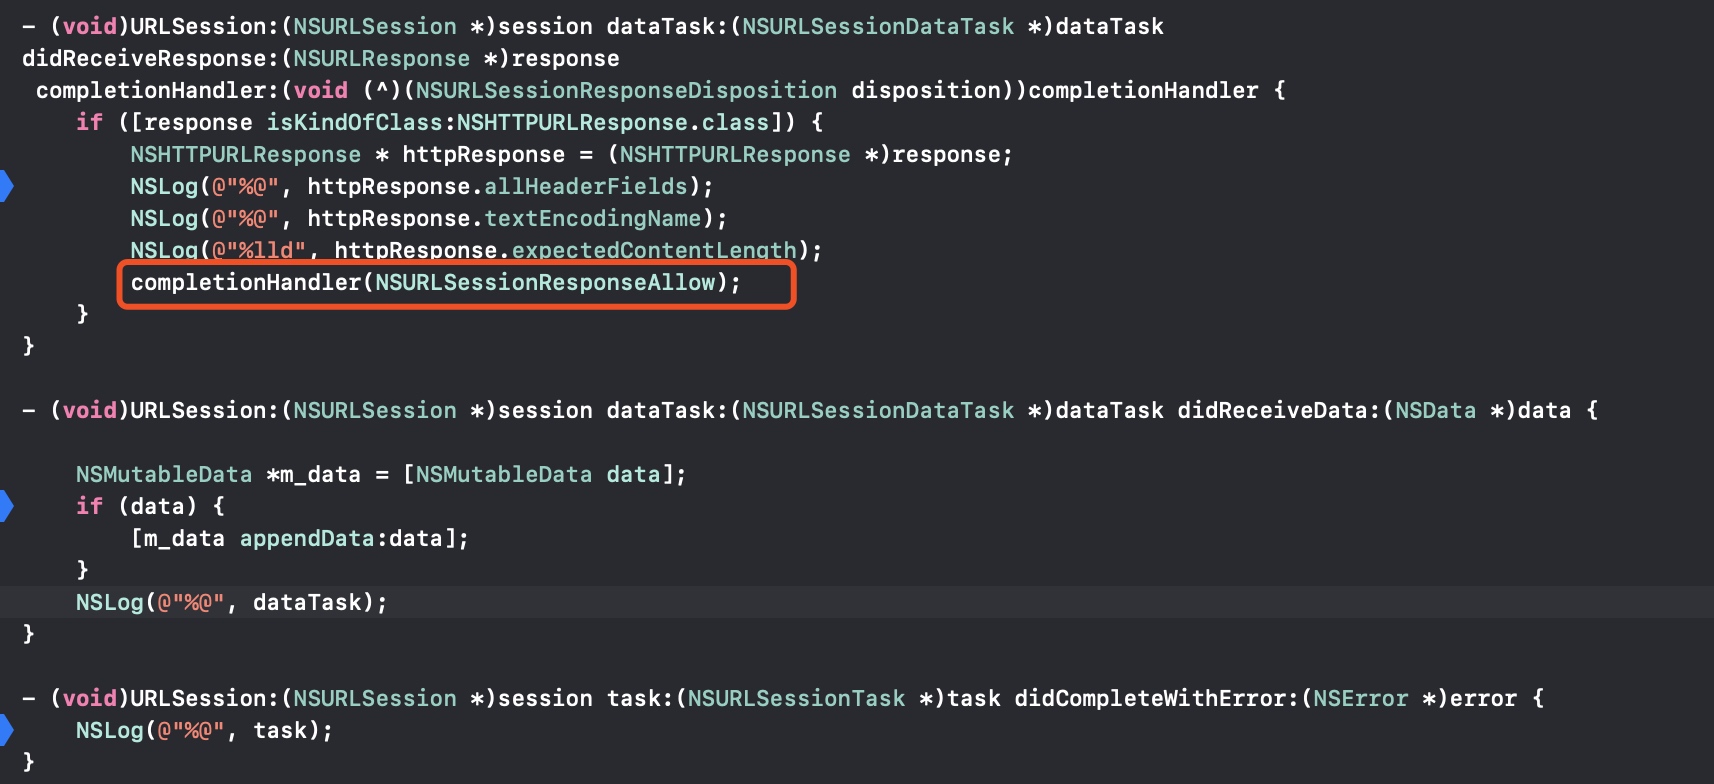 - (void)URLSession:(NSURLSession *)session dataTask:(NSURLSessionDataTask *)dataTask
didReceiveResponse:(NSURLResponse *)response
 completionHandler:(void (^)(NSURLSessionResponseDisposition disposition))completionHandler {
    if ([response isKindOfClass:NSHTTPURLResponse.class]) {
        NSHTTPURLResponse * httpResponse = (NSHTTPURLResponse *)response;
        NSLog(@"%@", httpResponse.allHeaderFields);
        NSLog(@"%@", httpResponse.textEncodingName);
        NSLog(@"%lld", httpResponse.expectedContentLength);
        completionHandler(NSURLSessionResponseAllow);
    }
}

- (void)URLSession:(NSURLSession *)session dataTask:(NSURLSessionDataTask *)dataTask didReceiveData:(NSData *)data {

    NSMutableData *m_data = [NSMutableData data];
    if (data) {
        [m_data appendData:data];
    }
    NSLog(@"%@", dataTask);
}

- (void)URLSession:(NSURLSession *)session task:(NSURLSessionTask *)task didCompleteWithError:(NSError *)error {
    NSLog(@"%@", task);
}